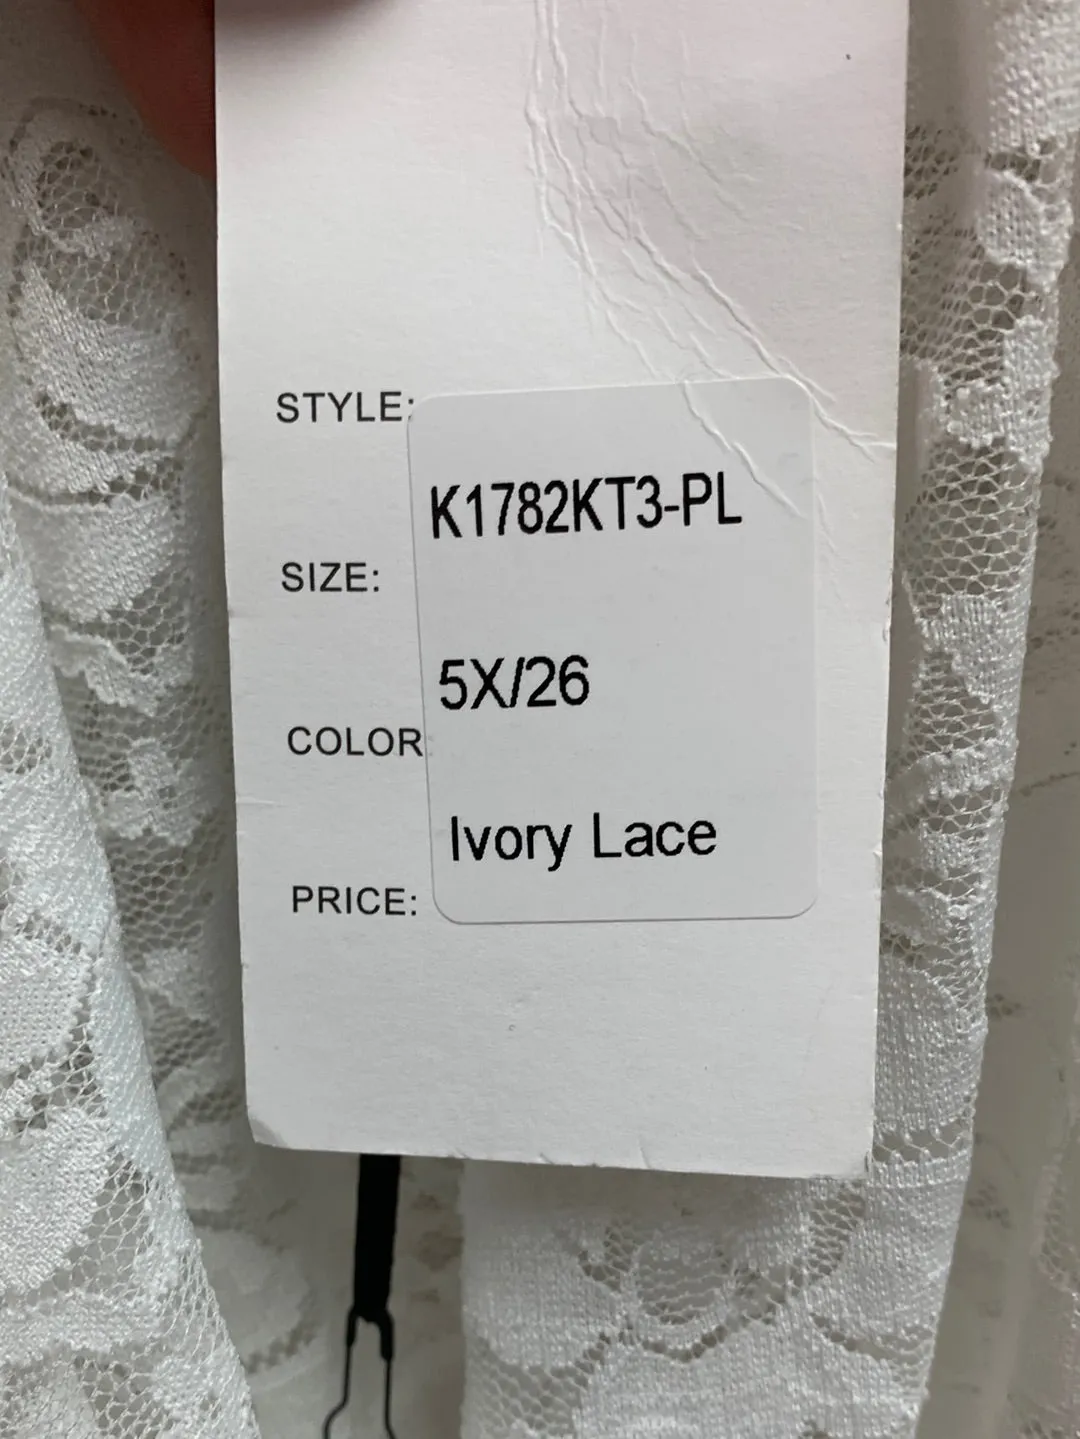 STYLE:
K1782KT3-PL
SIZE:
5X/26
COLOR:
Ivory Lace
PRICE: